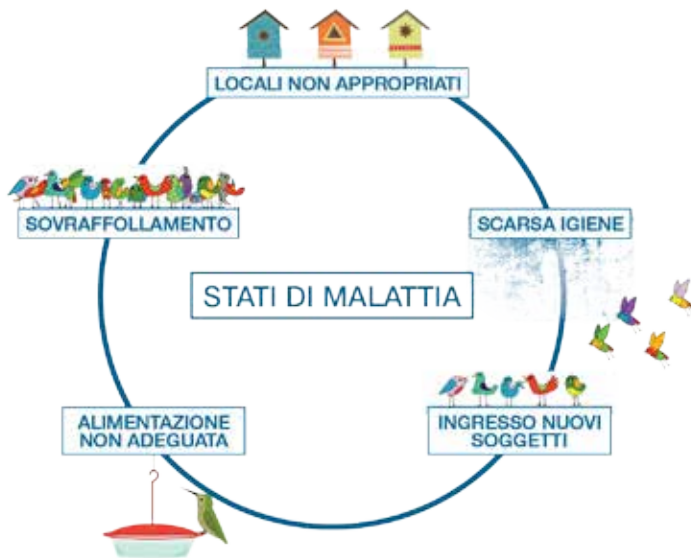 LOCALI NON APPROPRIATI
SOVRAFFOLLAMENTO
SCARSA IGIENE
STATI DI MALATTIA
ALIMENTAZIONE
NON ADEGUATA
INGRESSO NUOVI
SOGGETTI